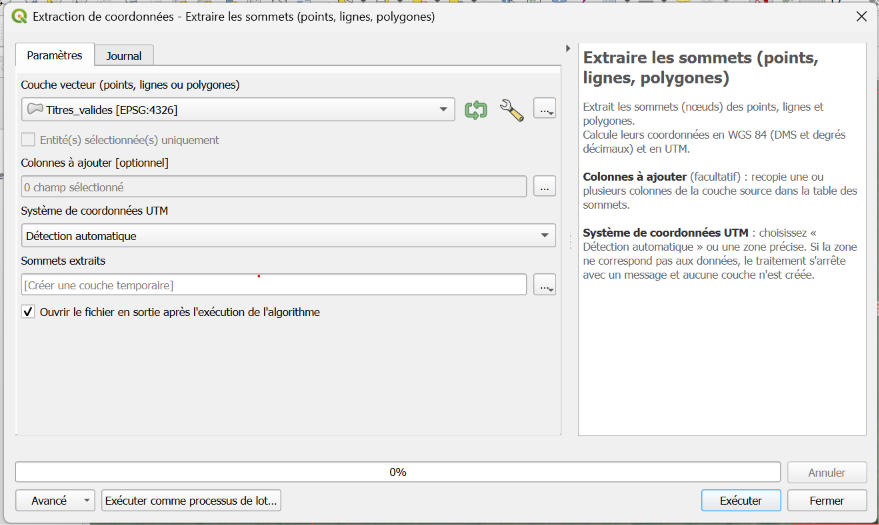 Extraction de coordonnées - Extraire les sommets (points, lignes, polygones)
Paramètres
Journal
Couche vecteur (points, lignes ou polygones)
Titres_valides [EPSG:4326]
...
Entité(s) sélectionnée(s) uniquement
Colonnes à ajouter [optionnel]
0 champ sélectionné
...
Système de coordonnées UTM
Détection automatique
Sommets extraits
[Créer une couche temporaire]
...
Ouvrir le fichier en sortie après l'exécution de l'algorithme
Extraire les sommets (points,
lignes, polygones)
Extrait les sommets (nœuds) des points, lignes et
polygones.
Calcule leurs coordonnées en WGS 84 (DMS et degrés
décimaux) et en UTM.
Colonnes à ajouter (facultatif) : recopie une ou
plusieurs colonnes de la couche source dans la table des
sommets.
Système de coordonnées UTM : choisissez «
Détection automatique » ou une zone précise. Si la zone
ne correspond pas aux données, le traitement s'arrête
avec un message et aucune couche n'est créée.
0%
Annuler
Avancé
Exécuter comme processus de lot...
Exécuter
Fermer